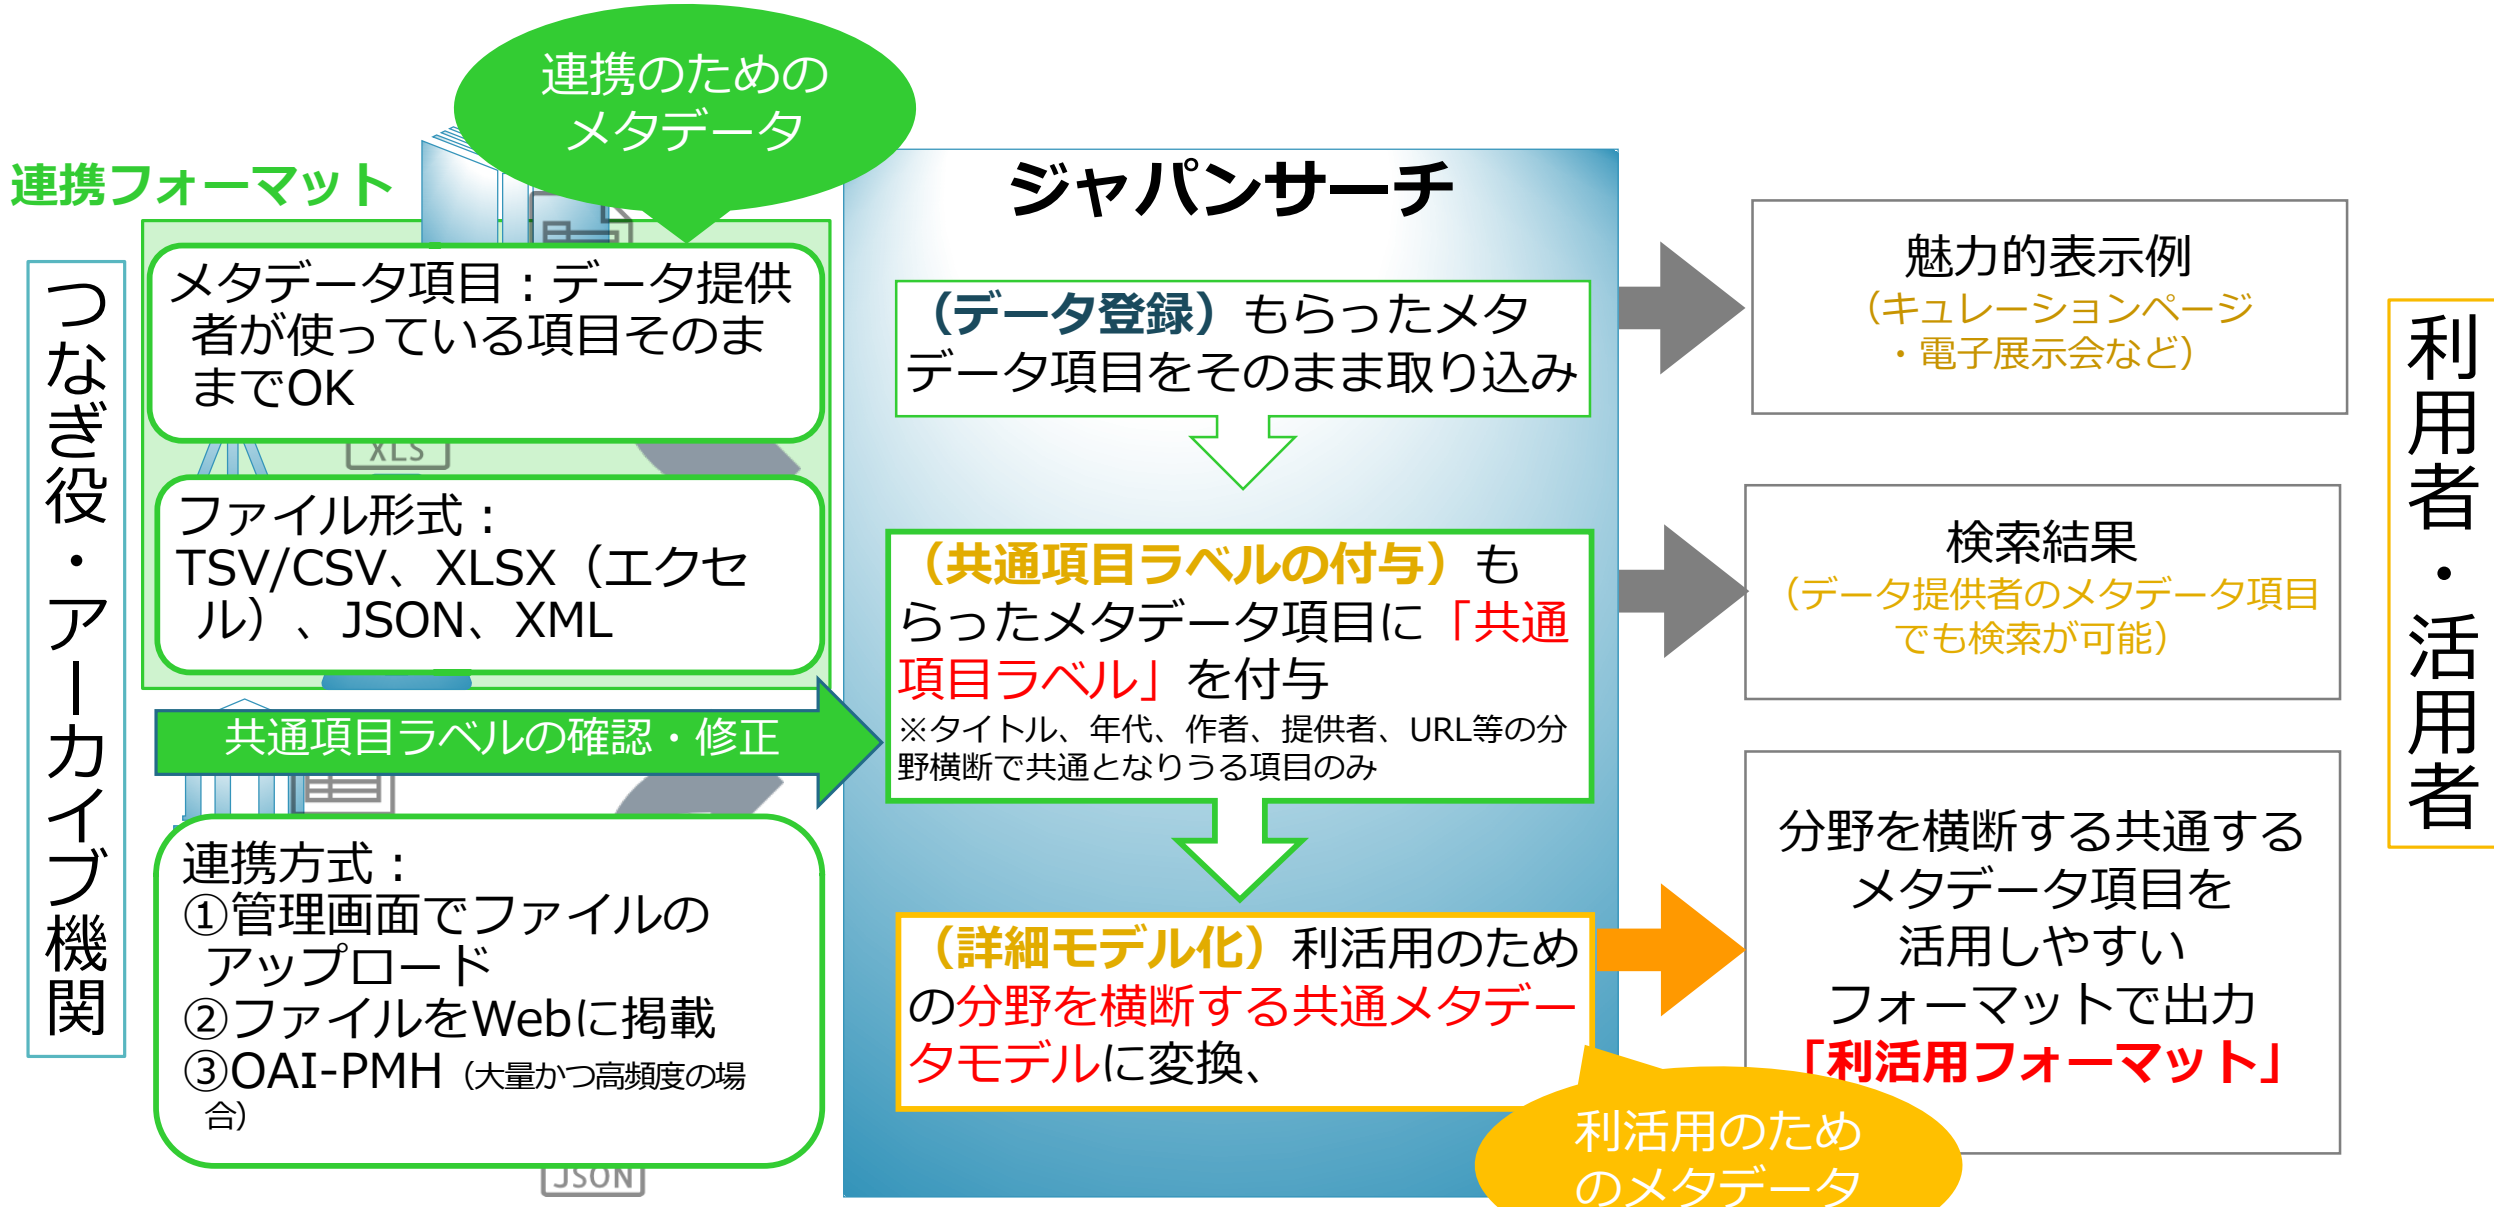 連携のための
メタデータ
連携フォーマット
つなぎ役・アーカイブ機関
メタデータ項目：データ提供
者が使っている項目そのま
までOK
XLS
ファイル形式：
TSV/CSV、XLSX（エクセ
ル）、JSON、XML
共通項目ラベルの確認・修正
連携方式：
①管理画面でファイルの
アップロード
②ファイルをWebに掲載
③OAI-PMH（大量かつ高頻度の場
合）
JSON
ジャパンサーチ
（データ登録）もらったメタ
データ項目をそのまま取り込み
（共通項目ラベルの付与）も
らったメタデータ項目に「共通
項目ラベル」を付与
※タイトル、年代、作者、提供者、URL等の分
野横断で共通となりうる項目のみ
（詳細モデル化）利活用のため
の分野を横断する共通メタデー
タモデルに変換、
魅力的表示例
（キュレーションページ
・電子展示会など）
検索結果
（データ提供者のメタデータ項目
でも検索が可能）
分野を横断する共通する
メタデータ項目を
活用しやすい
フォーマットで出力
「利活用フォーマット」
利活用のため
のメタデータ
利用者・活用者